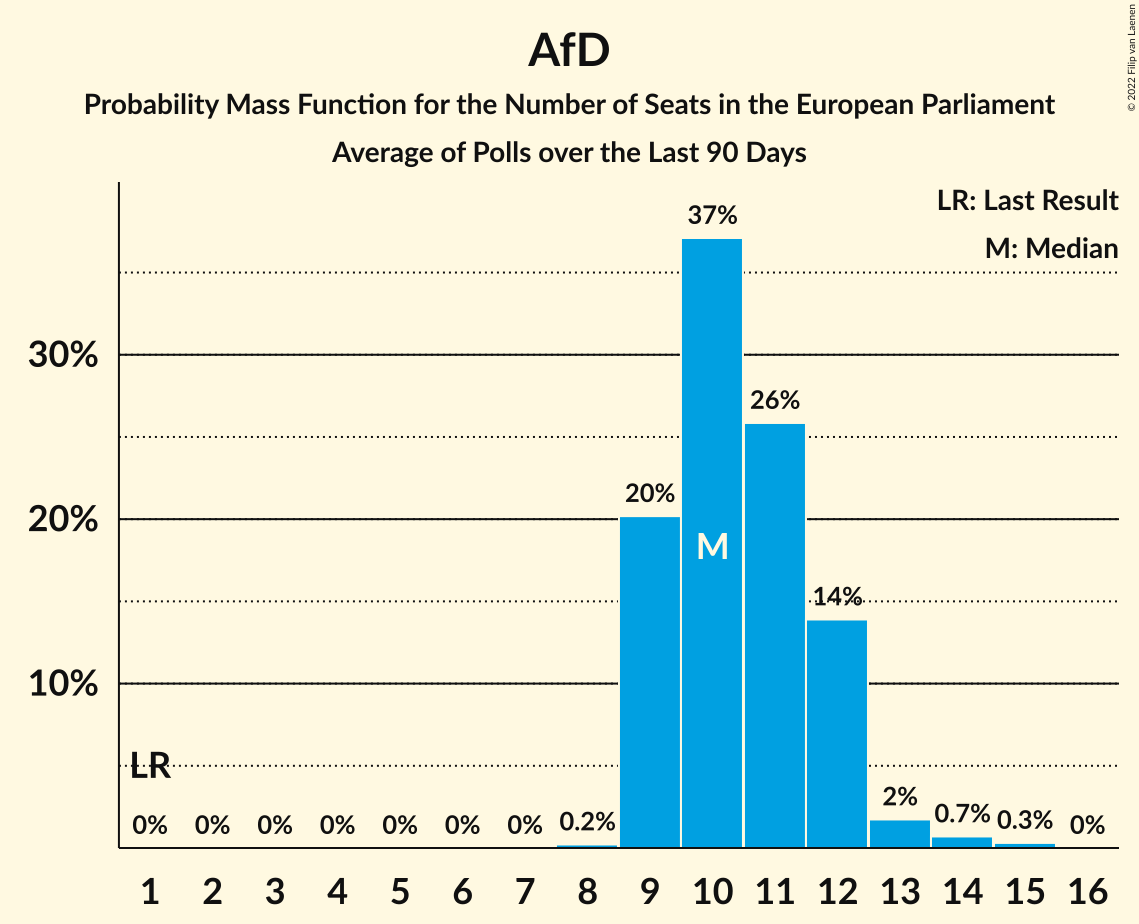 AfD
Probability Mass Function for the Number of Seats in the European Parliament
Average of Polls over the Last 90 Days
© 2022 Filip van Laenen
LR: Last Result
M: Median
37%
30%
26%
20%
20%
M
14%
10%
LR
0% 0% 0% 0% 0% 0% 0% 0.2% 2% 0.7% 0.3% 0%
1 2 3 4 5 6 7 8 9 10 11 12 13 14 15 16